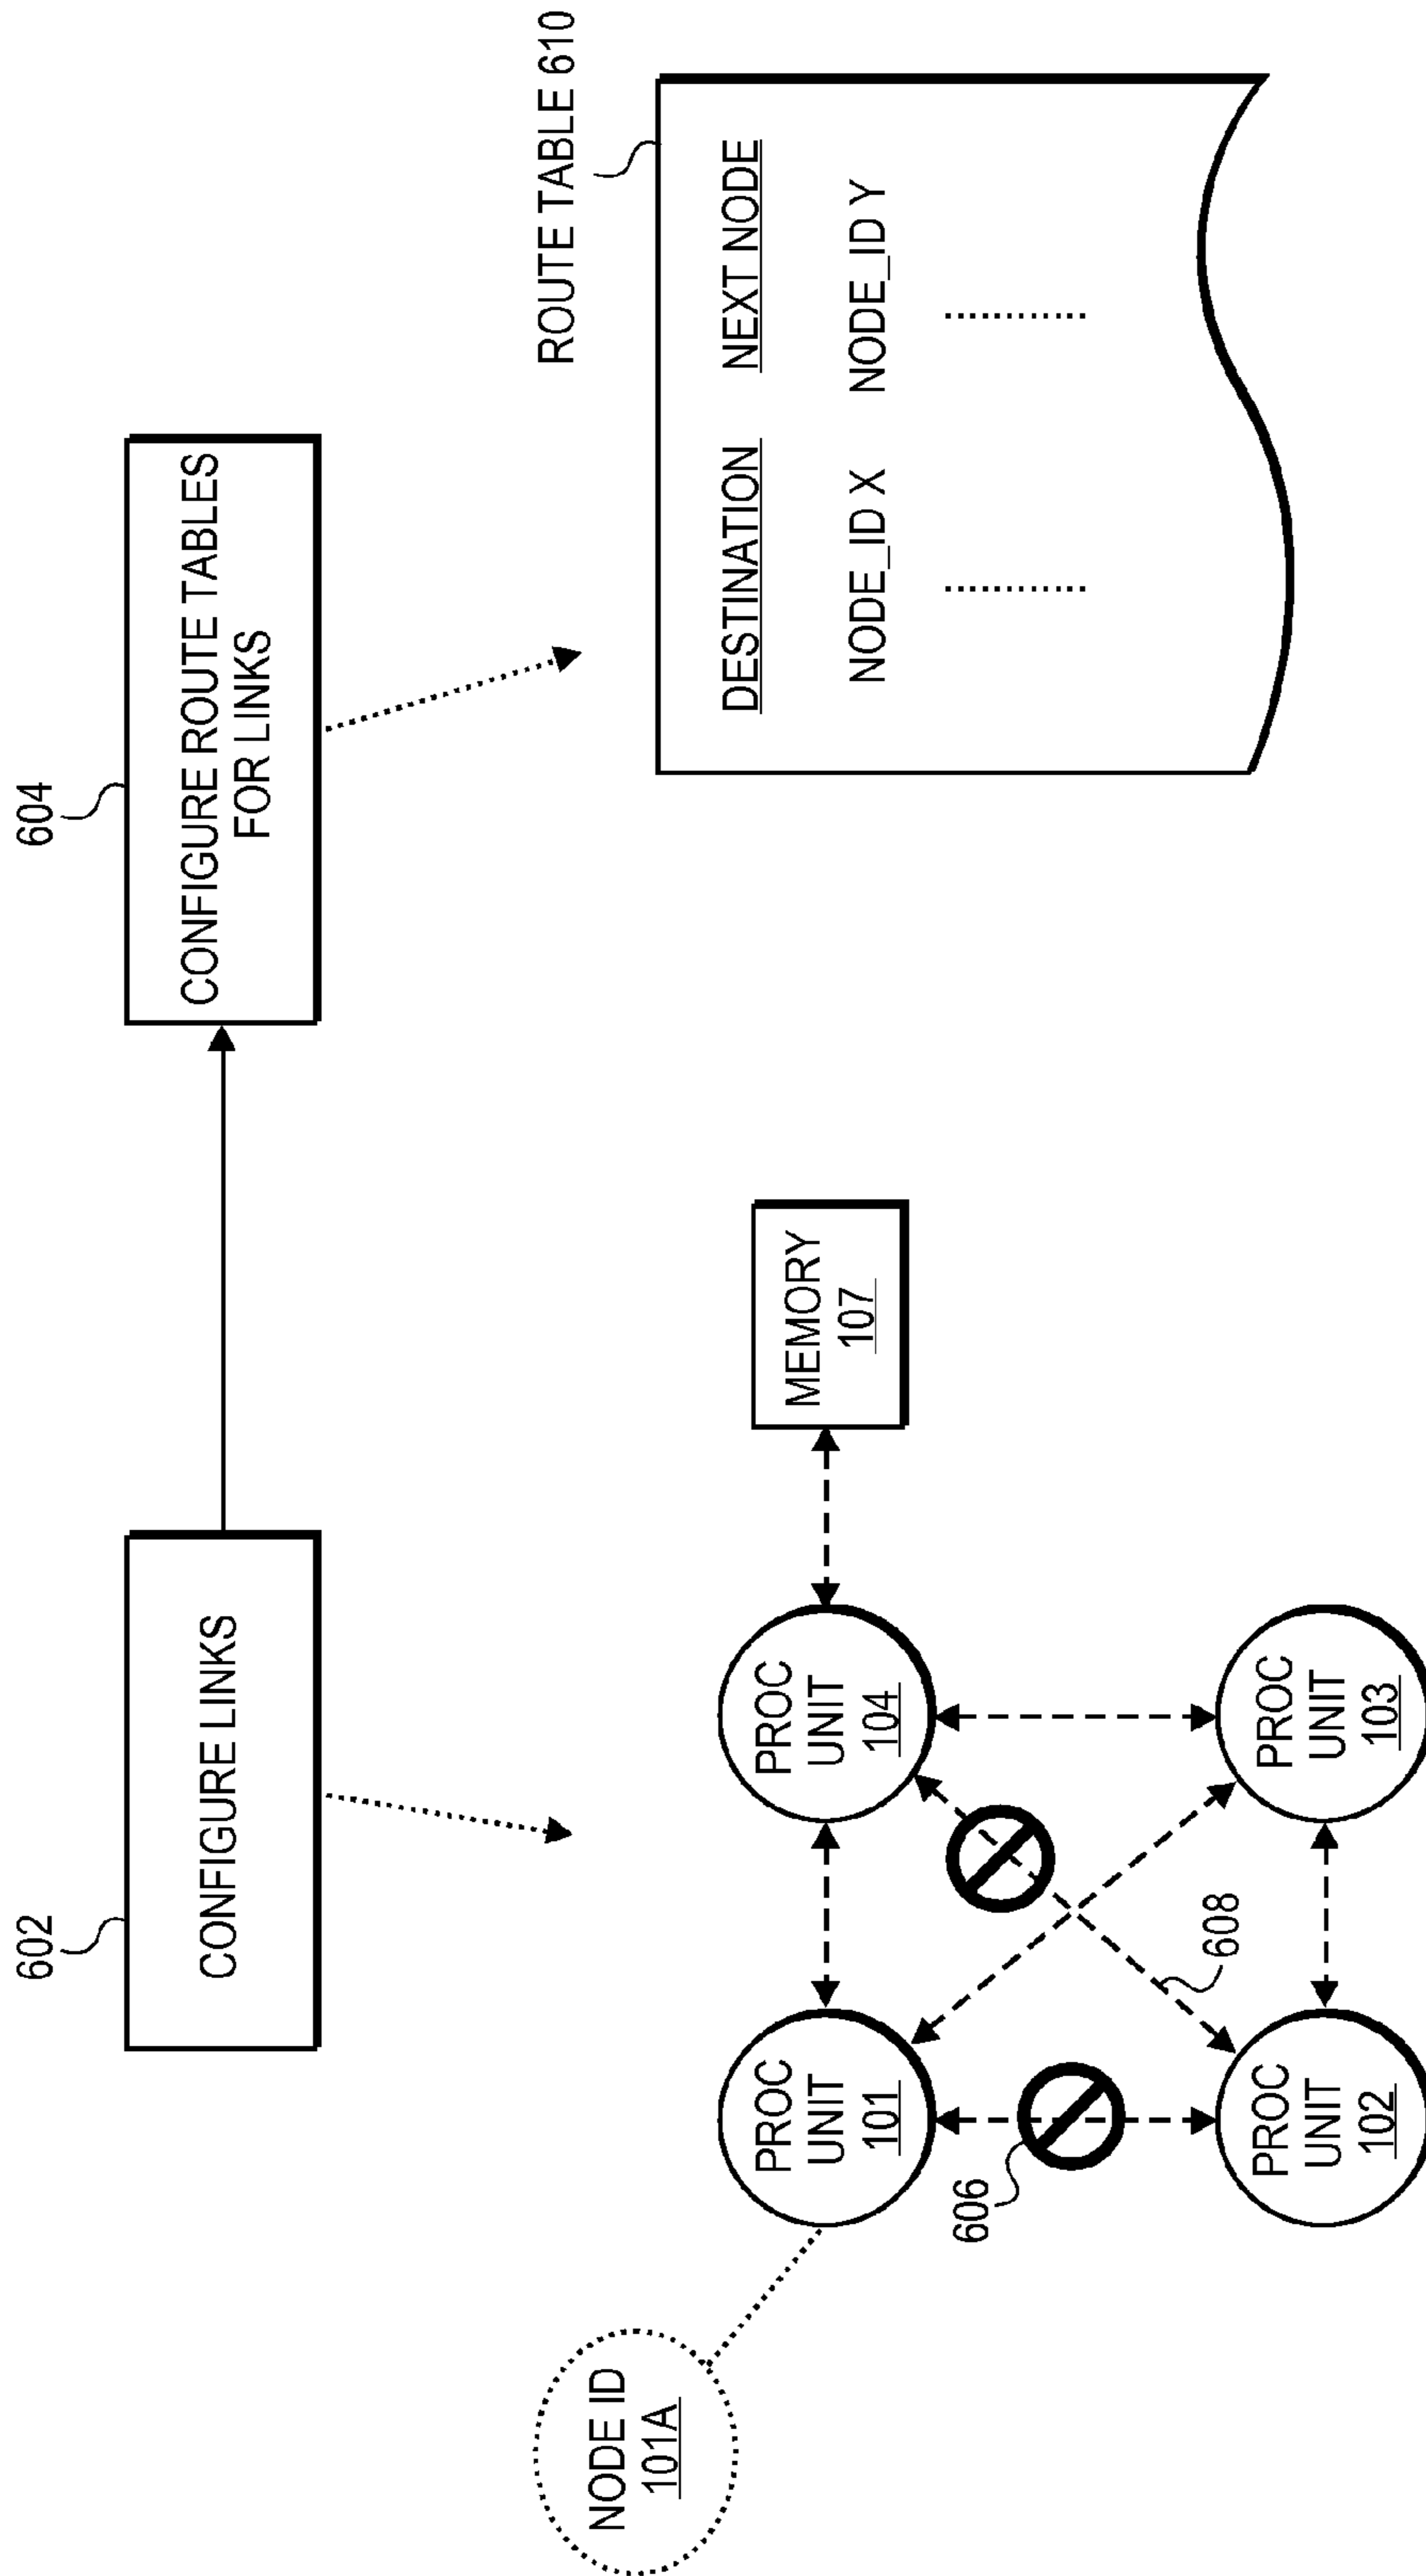 602
CONFIGURE LINKS
604
CONFIGURE ROUTE TABLES
FOR LINKS
NODE ID
101A
PROC
UNIT
101
PROC
UNIT
104
MEMORY
107
606
608
PROC
UNIT
102
PROC
UNIT
103
ROUTE TABLE 610
DESTINATION NEXT NODE
NODE_ID X NODE_ID Y
............ ............